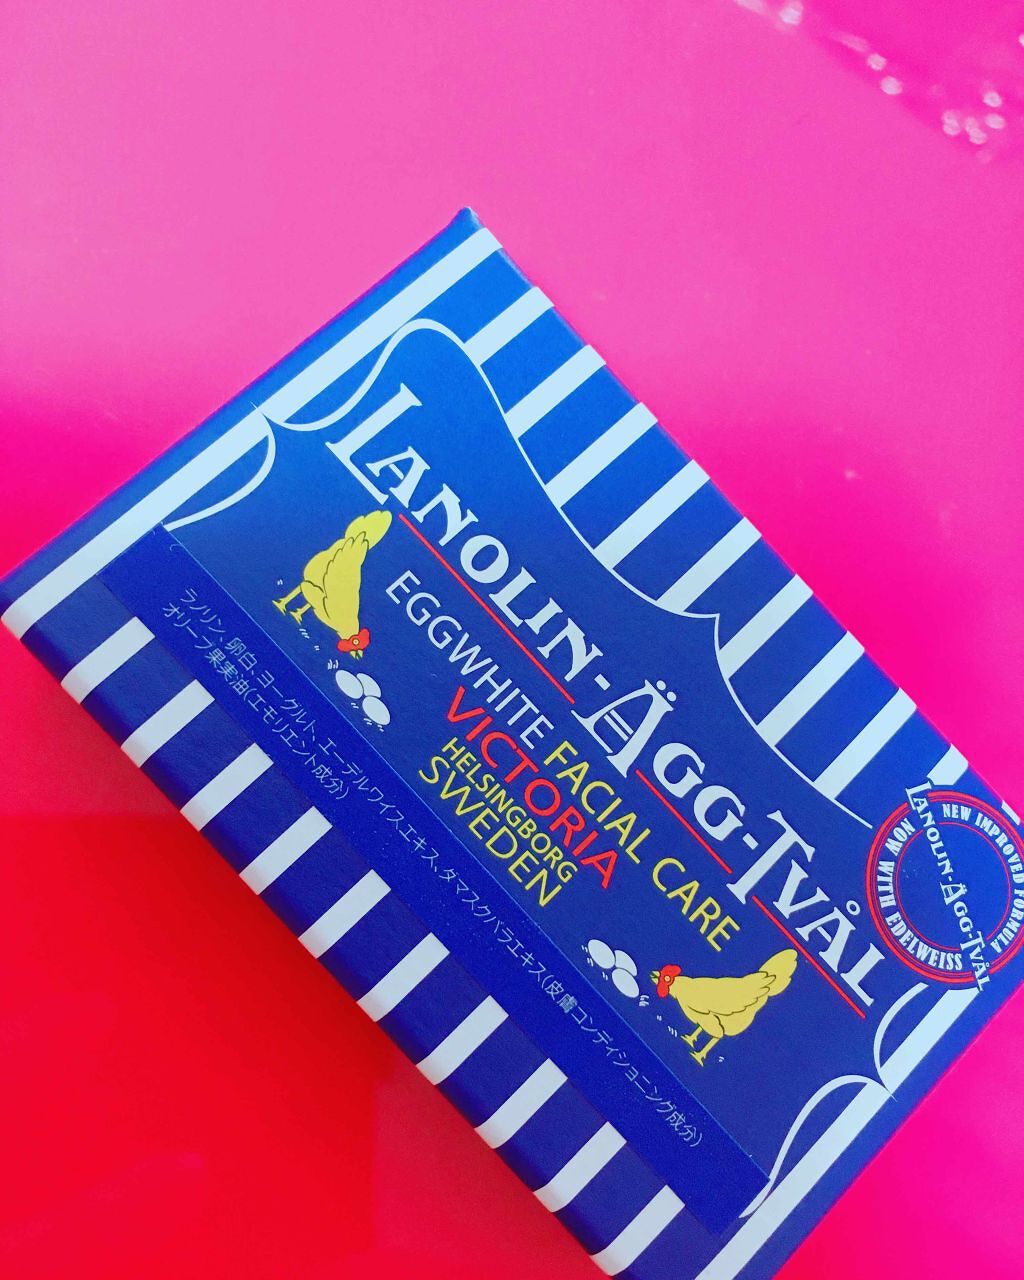 LANOLIN-ÄGG-TVÅL
EGGWHITE FACIAL CARE
VICTORIA
HELSINGBORG
SWEDEN
ラノリン、卵白、ヨーグルト、エーデルワイスエキス、ダマスクバラエキス(皮膚コンディショニング成分)
オリーブ果実油(エモリエント成分)
NEW IMPROVED FORMULA
LANOLIN-ÄGG-TVÅL
NOW WITH EDELWEISS